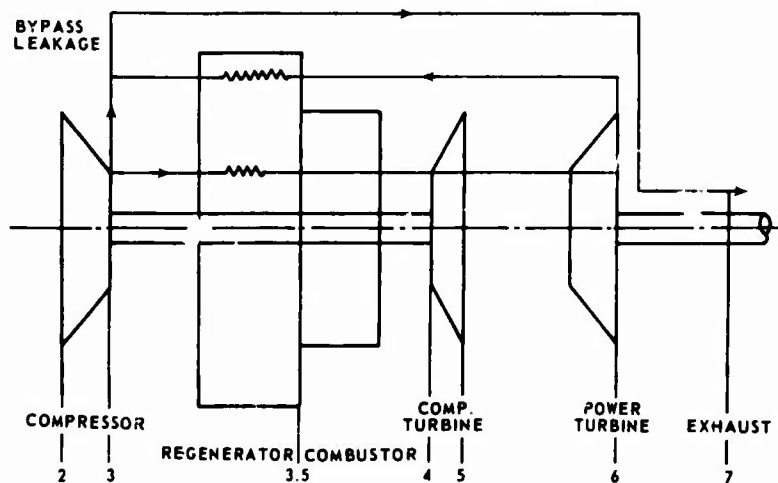 BYPASS
LEAKAGE
COMPRESSOR
COMP.
TURBINE
POWER
TURBINE
EXHAUST
REGENERATOR COMBUSTOR
2 3 3.5 4 5 6 7